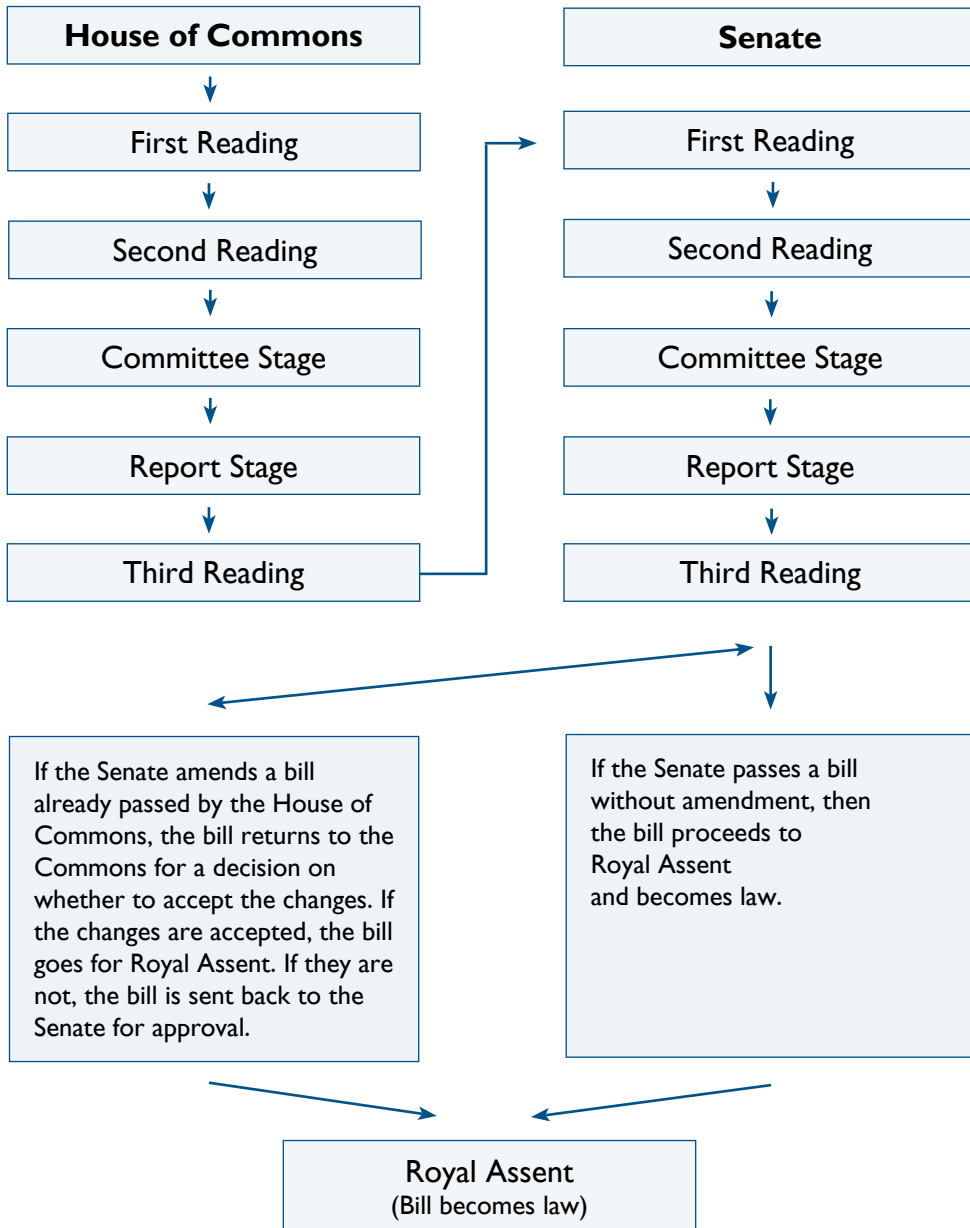 House of Commons
First Reading
Second Reading
Committee Stage
Report Stage
Third Reading
Senate
First Reading
Second Reading
Committee Stage
Report Stage
Third Reading
If the Senate amends a bill
already passed by the House of
Commons, the bill returns to the
Commons for a decision on
whether to accept the changes. If
the changes are accepted, the bill
goes for Royal Assent. If they are
not, the bill is sent back to the
Senate for approval.
If the Senate passes a bill
without amendment, then
the bill proceeds to
Royal Assent
and becomes law.
Royal Assent
(Bill becomes law)